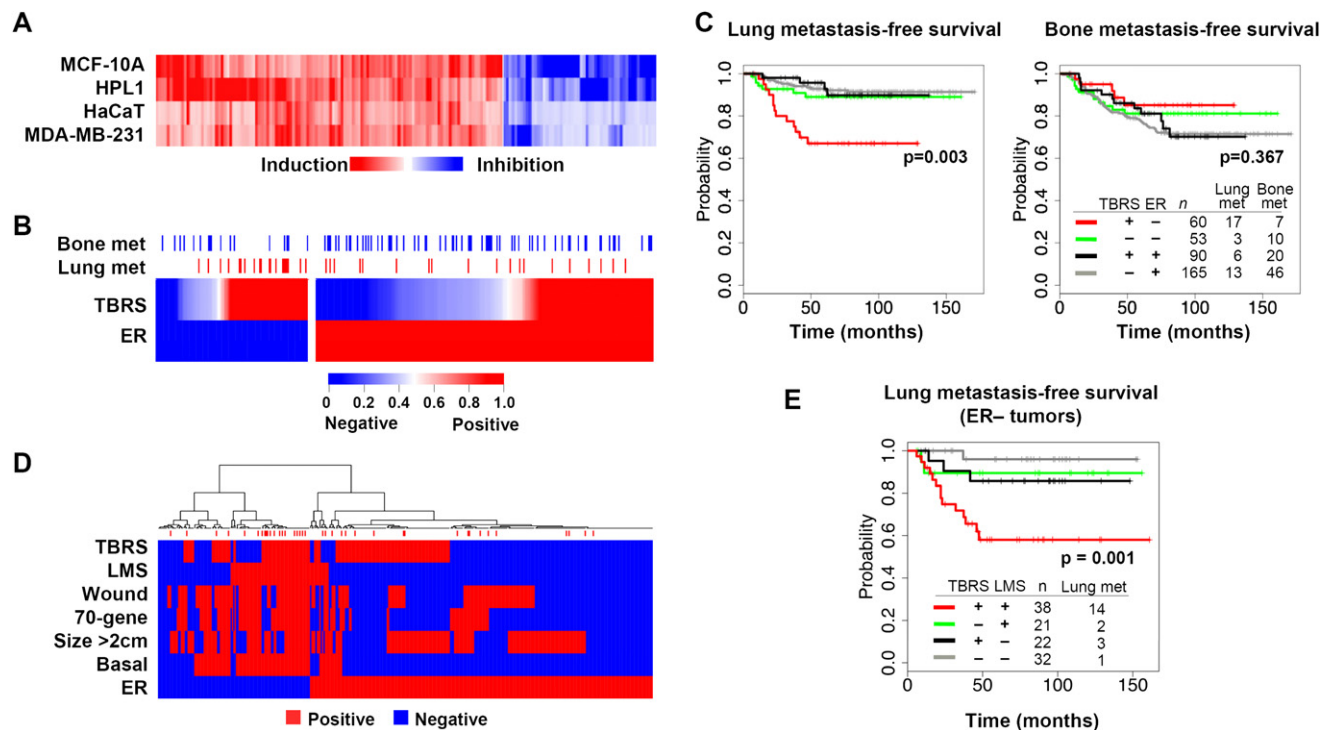 A
MCF-10A
HPL1
HaCaT
MDA-MB-231
Induction Inhibition
B
Bone met
Lung met
TBRS
ER
0 0.2 0.4 0.6 0.8 1.0
Negative Positive
C
Lung metastasis-free survival
Probability
0.0 0.2 0.4 0.6 0.8 1.0
p=0.003
0 50 100 150
Time (months)
Bone metastasis-free survival
Probability
0.0 0.2 0.4 0.6 0.8 1.0
p=0.367
Lung Bone
TBRS ER n met met
+ – 60 17 7
– – 53 3 10
+ + 90 6 20
– + 165 13 46
0 50 100 150
Time (months)
D
TBRS
LMS
Wound
70-gene
Size >2cm
Basal
ER
Positive Negative
E
Lung metastasis-free survival
(ER– tumors)
Probability
0.0 0.2 0.4 0.6 0.8 1.0
p = 0.001
TBRS LMS n Lung met
+ + 38 14
– + 21 2
+ – 22 3
– – 32 1
0 50 100 150
Time (months)